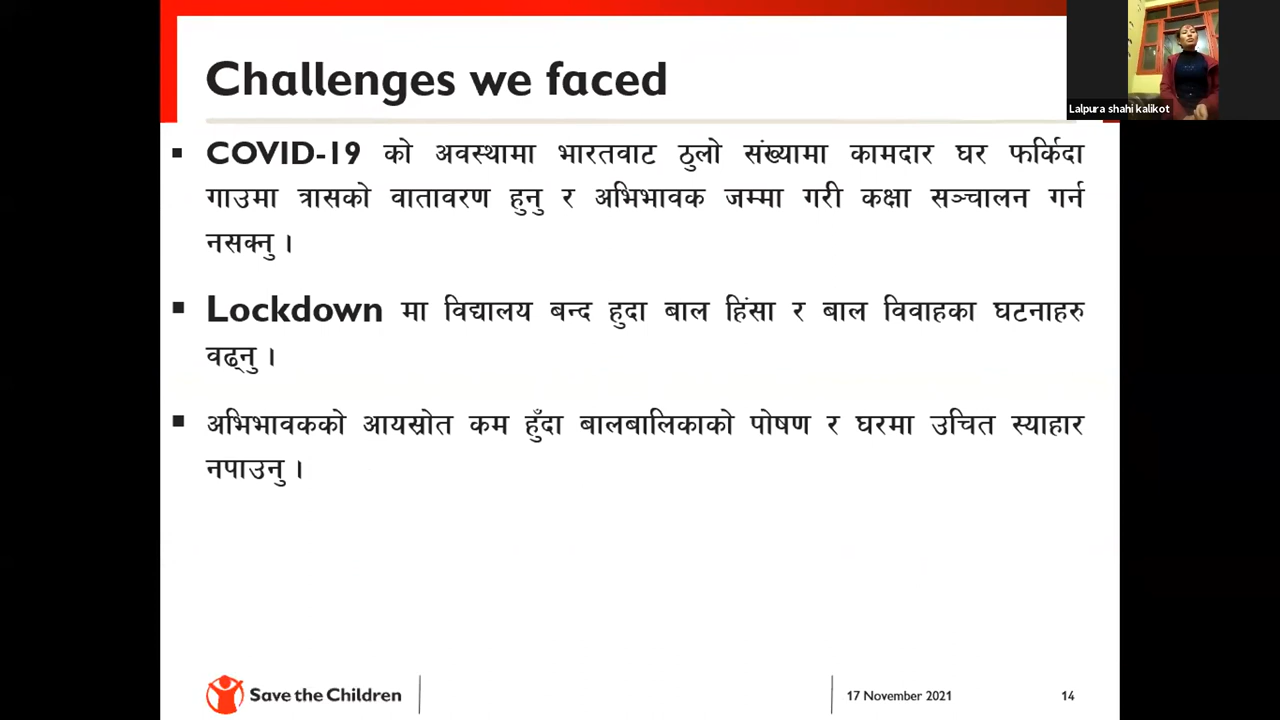 Challenges we faced
Lalpura shahi kalikot
▪ COVID-19 को अवस्थामा भारतवाट ठुलो संख्यामा कामदार घर फर्किदा
गाउमा त्रासको वातावरण हुनु र अभिभावक जम्मा गरी कक्षा सञ्चालन गर्न
नसक्नु ।
▪ Lockdown मा विद्यालय बन्द हुदा बाल हिंसा र बाल विवाहका घटनाहरु
वढ्नु ।
▪ अभिभावकको आयस्रोत कम हुँदा बालबालिकाको पोषण र घरमा उचित स्याहार
नपाउनु ।
Save the Children
17 November 2021
14